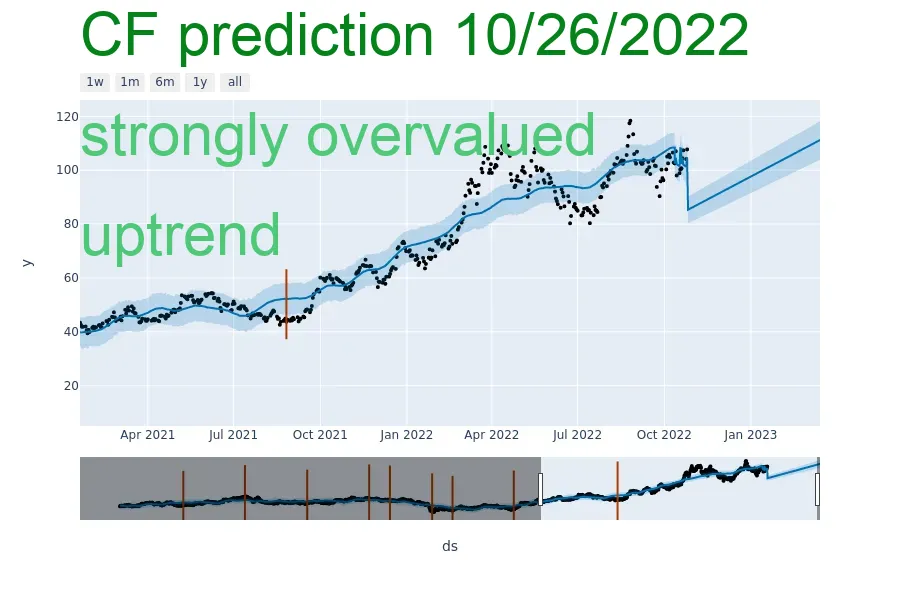 CF prediction 10/26/2022
1w 1m 6m 1y all
strongly overvalued
uptrend
120
100
80
60
40
20
y
Apr 2021 Jul 2021 Oct 2021 Jan 2022 Apr 2022 Jul 2022 Oct 2022 Jan 2023
ds